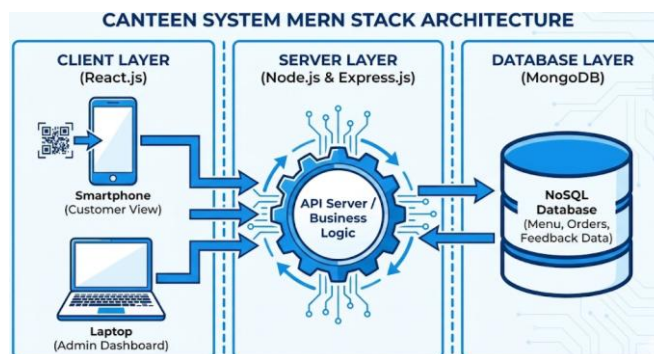 CANTEEN SYSTEM MERN STACK ARCHITECTURE
CLIENT LAYER
(React.js)
Smartphone
(Customer View)
Laptop
(Admin Dashboard)
SERVER LAYER
(Node.js & Express.js)
API Server /
Business
Logic
DATABASE LAYER
(MongoDB)
NoSQL
Database
(Menu, Orders,
Feedback Data)